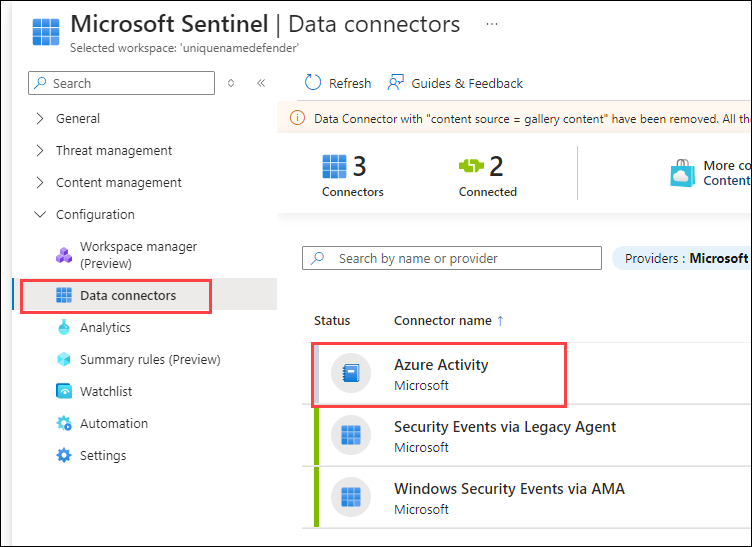 Microsoft Sentinel | Data connectors ...
Selected workspace: 'uniquenamedefender'
Search
Refresh
Guides & Feedback
General
Threat management
Content management
Configuration
Workspace manager
(Preview)
Data connectors
Analytics
Summary rules (Preview)
Watchlist
Automation
Settings
Data Connector with "content source = gallery content" have been removed. All the
3
Connectors
2
Connected
More co
Content
Search by name or provider
Providers : Microsoft
Status
Connector name ↑
Azure Activity
Microsoft
Security Events via Legacy Agent
Microsoft
Windows Security Events via AMA
Microsoft